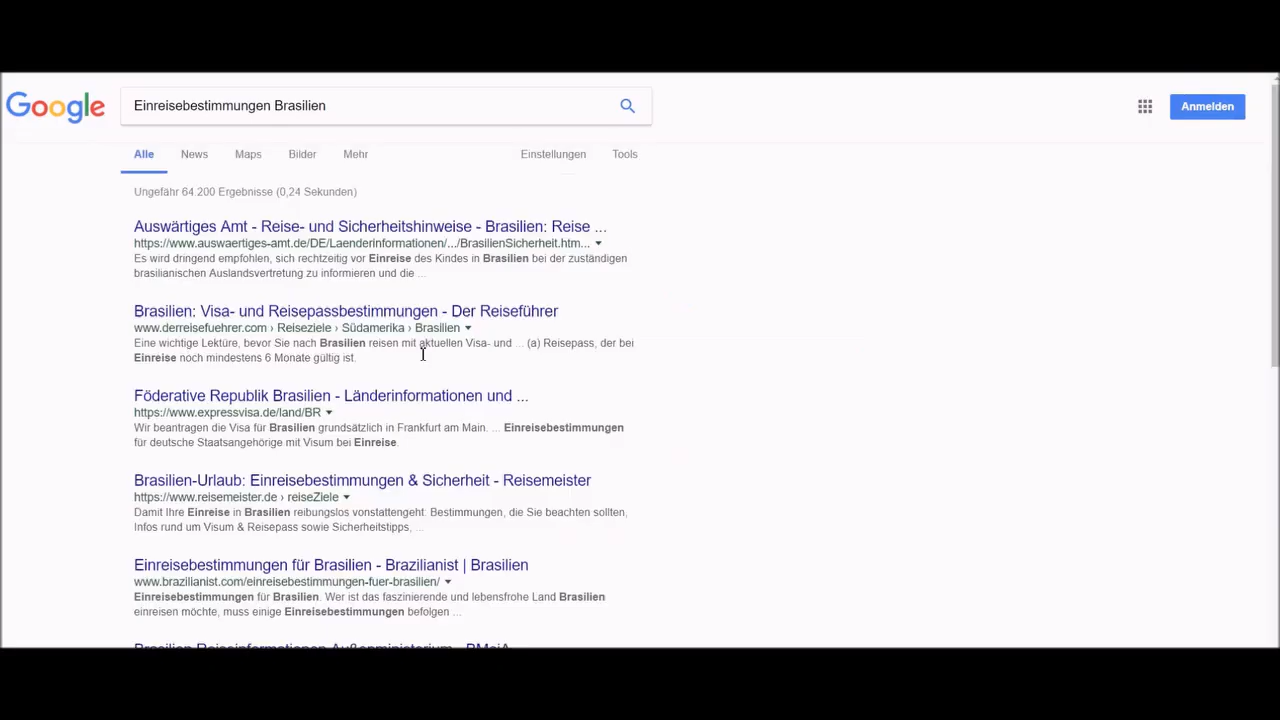 Google
Einreisebestimmungen Brasilien
Anmelden
Alle News Maps Bilder Mehr Einstellungen Tools
Ungefähr 64.200 Ergebnisse (0,24 Sekunden)
Auswärtiges Amt - Reise- und Sicherheitshinweise - Brasilien: Reise ...
https://www.auswaertiges-amt.de/DE/Laenderinformationen/.../BrasilienSicherheit.htm...
Es wird dringend empfohlen, sich rechtzeitig vor Einreise des Kindes in Brasilien bei der zuständigen
brasilianischen Auslandsvertretung zu informieren und die ...
Brasilien: Visa- und Reisepassbestimmungen - Der Reiseführer
www.derreisefuehrer.com › Reiseziele › Südamerika › Brasilien
Eine wichtige Lektüre, bevor Sie nach Brasilien reisen mit aktuellen Visa- und ... (a) Reisepass, der bei
Einreise noch mindestens 6 Monate gültig ist.
Föderative Republik Brasilien - Länderinformationen und ...
https://www.expressvisa.de/land/BR
Wir beantragen die Visa für Brasilien grundsätzlich in Frankfurt am Main. ... Einreisebestimmungen
für deutsche Staatsangehörige mit Visum bei Einreise.
Brasilien-Urlaub: Einreisebestimmungen & Sicherheit - Reisemeister
https://www.reisemeister.de › reiseZiele
Damit Ihre Einreise in Brasilien reibungslos vonstattengeht: Bestimmungen, die Sie beachten sollten,
Infos rund um Visum & Reisepass sowie Sicherheitstipps, ...
Einreisebestimmungen für Brasilien - Brazilianist | Brasilien
www.brazilianist.com/einreisebestimmungen-fuer-brasilien/
Einreisebestimmungen für Brasilien. Wer ist das faszinierende und lebensfrohe Land Brasilien
einreisen möchte, muss einige Einreisebestimmungen befolgen ...
Brasilien Reiseinformationen Außenministerium - BMeiA